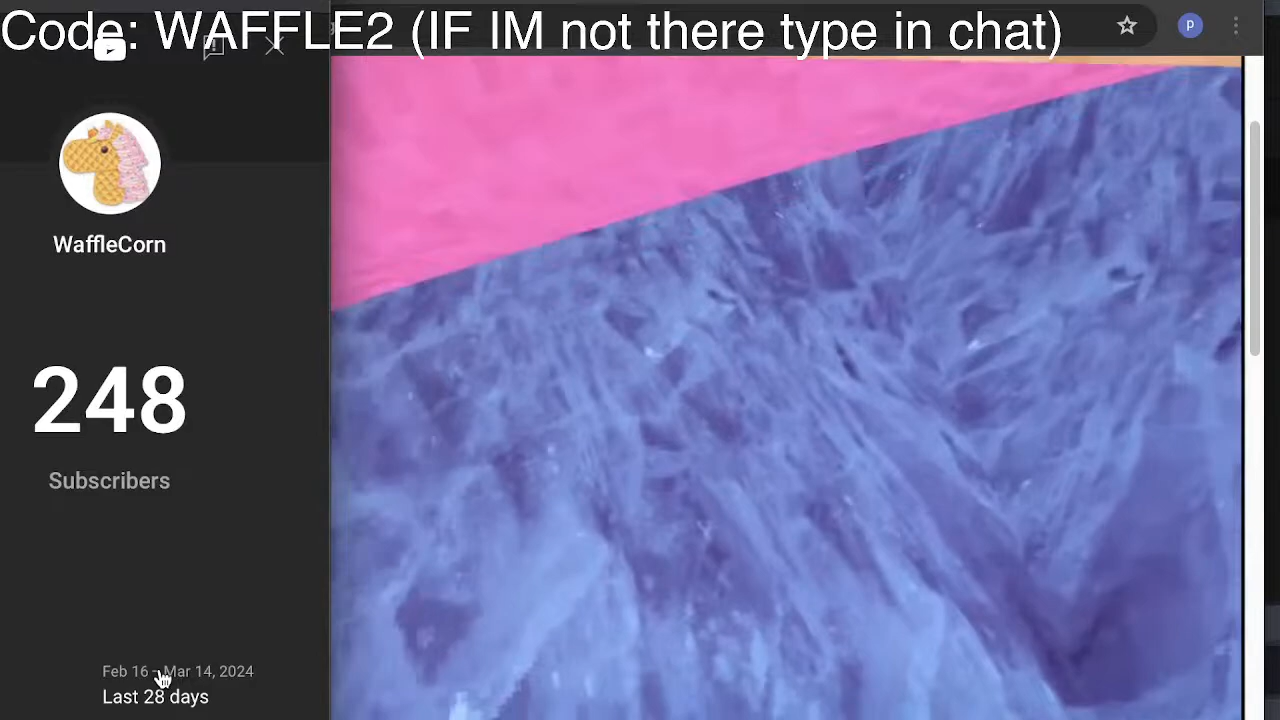 Code: WAFFLE2 (IF IM not there type in chat)
P
WaffleCorn
248
Subscribers
Feb 16 – Mar 14, 2024
Last 28 days